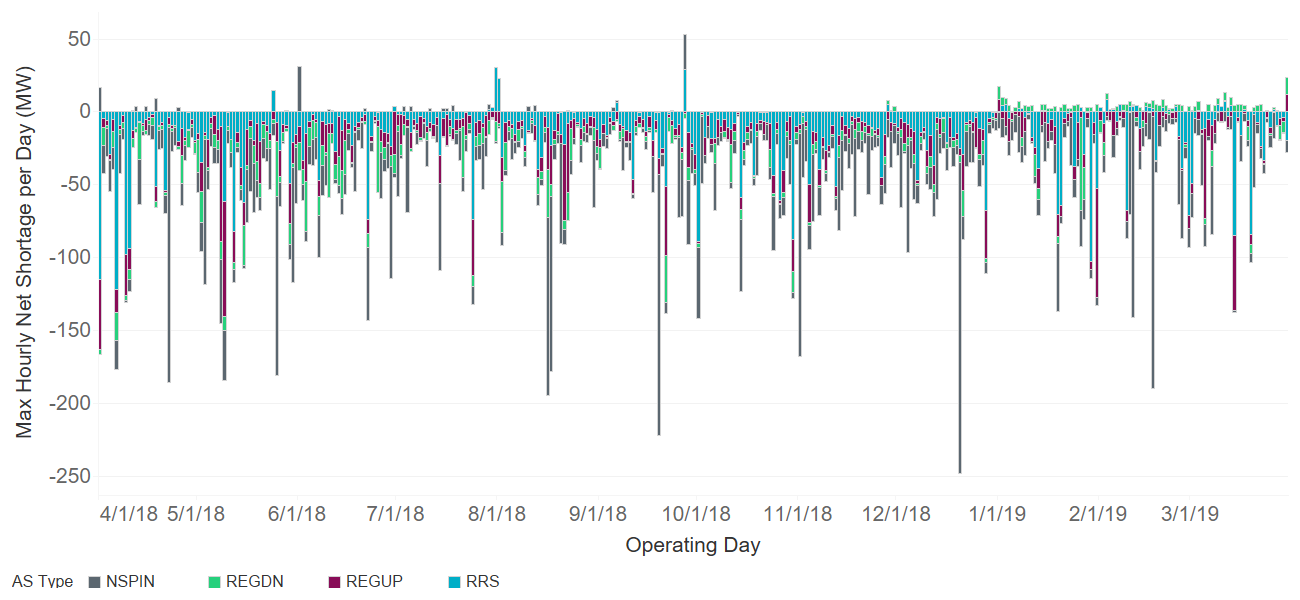 Max Hourly Net Shortage per Day (MW)
50
0
-50
-100
-150
-200
-250
4/1/18 5/1/18 6/1/18 7/1/18 8/1/18 9/1/18 10/1/18 11/1/18 12/1/18 1/1/19 2/1/19 3/1/19
Operating Day
AS Type NSPIN REGDN REGUP RRS